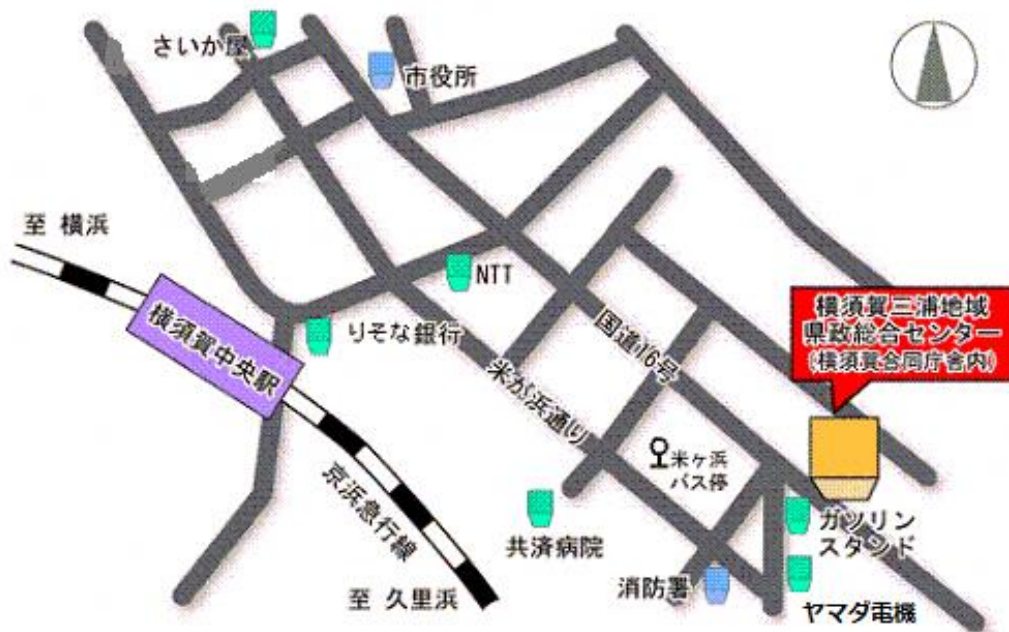 さいか屋
市役所
至 横浜
NTT
横須賀三浦地域
県政総合センター
(横須賀合同庁舎内)
横須賀中央駅
りそな銀行
国道16号
米が浜通り
米ヶ浜
バス停
京浜急行線
共済病院
ガソリン
スタンド
消防署
至 久里浜
ヤマダ電機